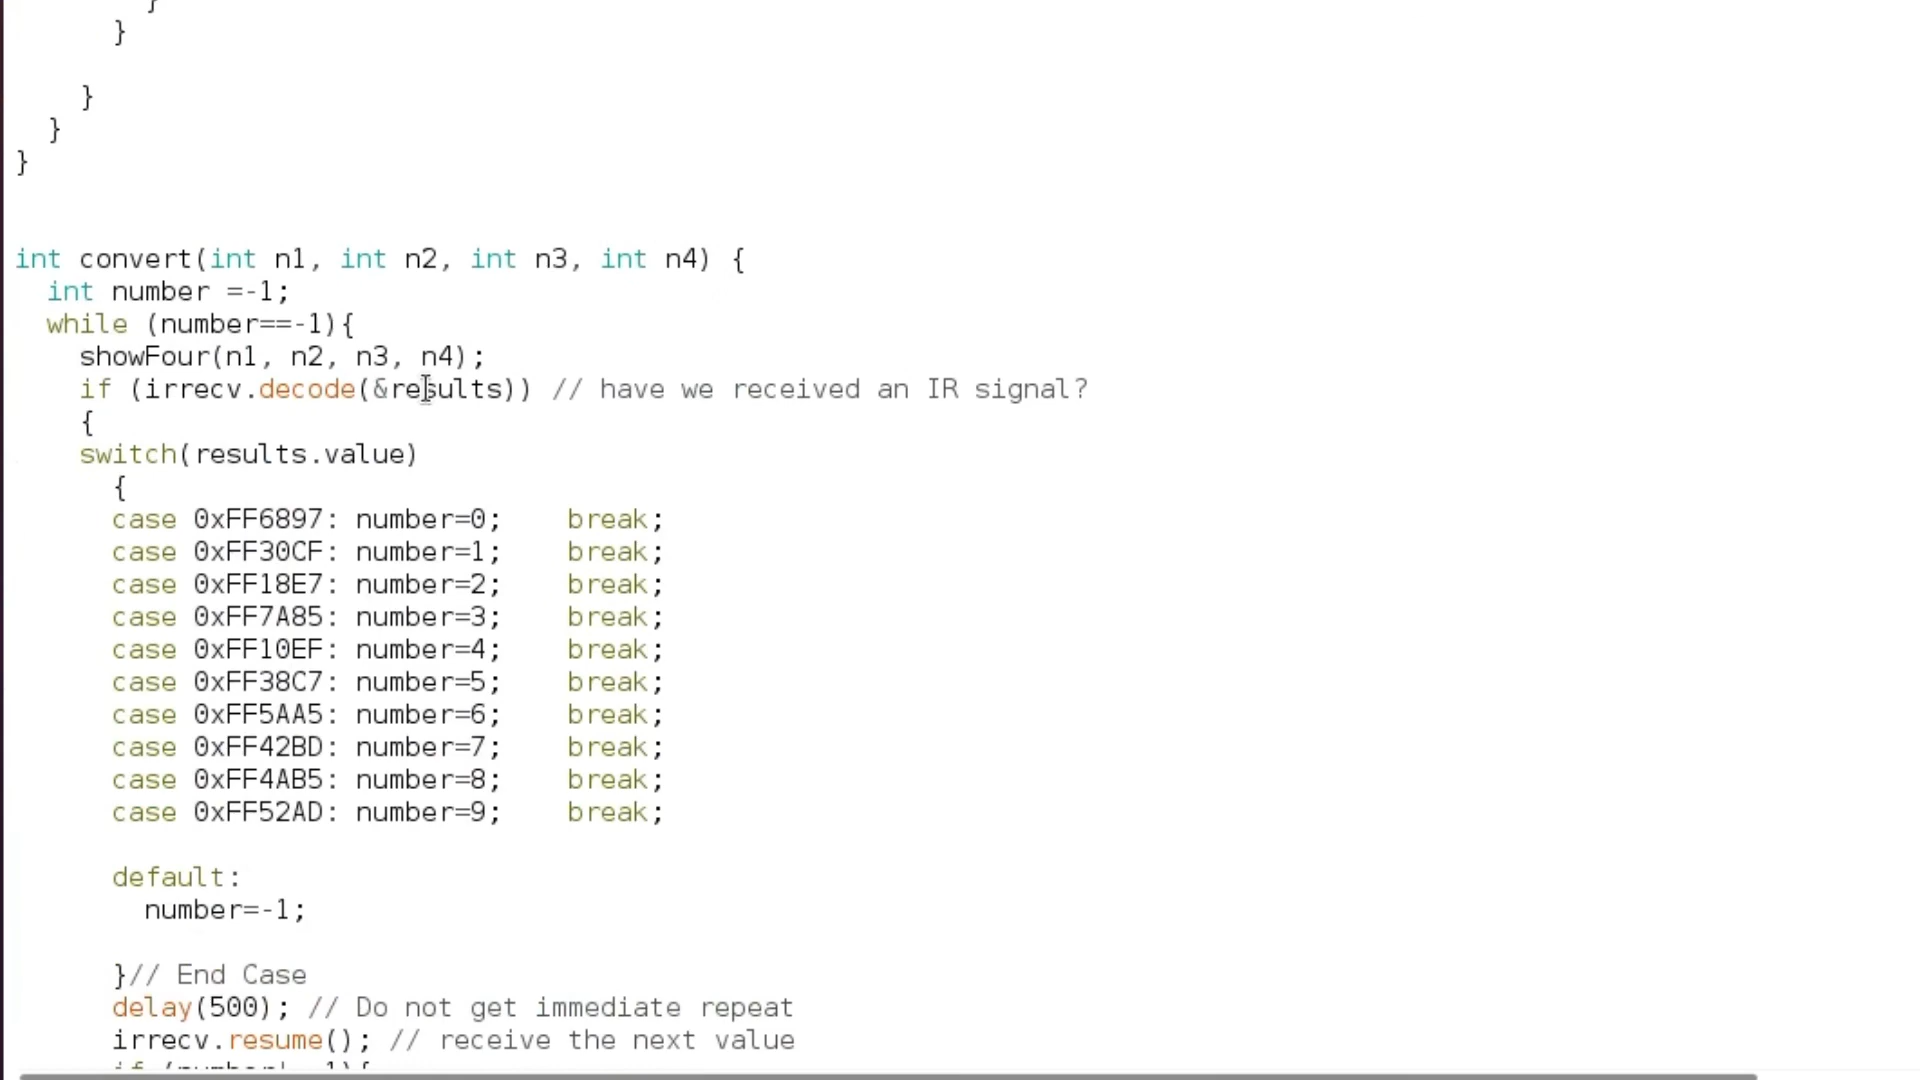 }
}
}
}
}
int convert(int n1, int n2, int n3, int n4) {
int number =-1;
while (number==-1){
showFour(n1, n2, n3, n4);
if (irrecv.decode(&results)) // have we received an IR signal?
{
switch(results.value)
{
case 0xFF6897: number=0; break;
case 0xFF30CF: number=1; break;
case 0xFF18E7: number=2; break;
case 0xFF7A85: number=3; break;
case 0xFF10EF: number=4; break;
case 0xFF38C7: number=5; break;
case 0xFF5AA5: number=6; break;
case 0xFF42BD: number=7; break;
case 0xFF4AB5: number=8; break;
case 0xFF52AD: number=9; break;
default:
number=-1;
}// End Case
delay(500); // Do not get immediate repeat
irrecv.resume(); // receive the next value